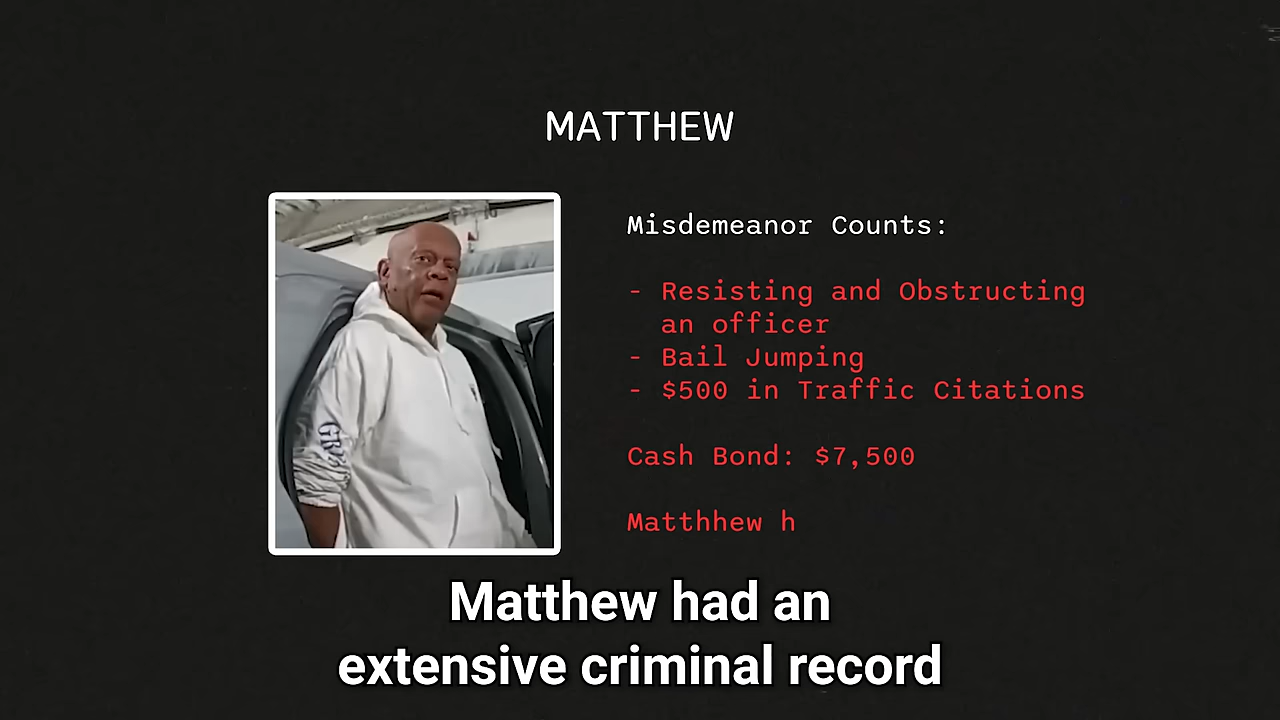 MATTHEW
Misdemeanor Counts:
- Resisting and Obstructing
an officer
- Bail Jumping
- $500 in Traffic Citations
Cash Bond: $7,500
Matthhew h
Matthew had an
extensive criminal record